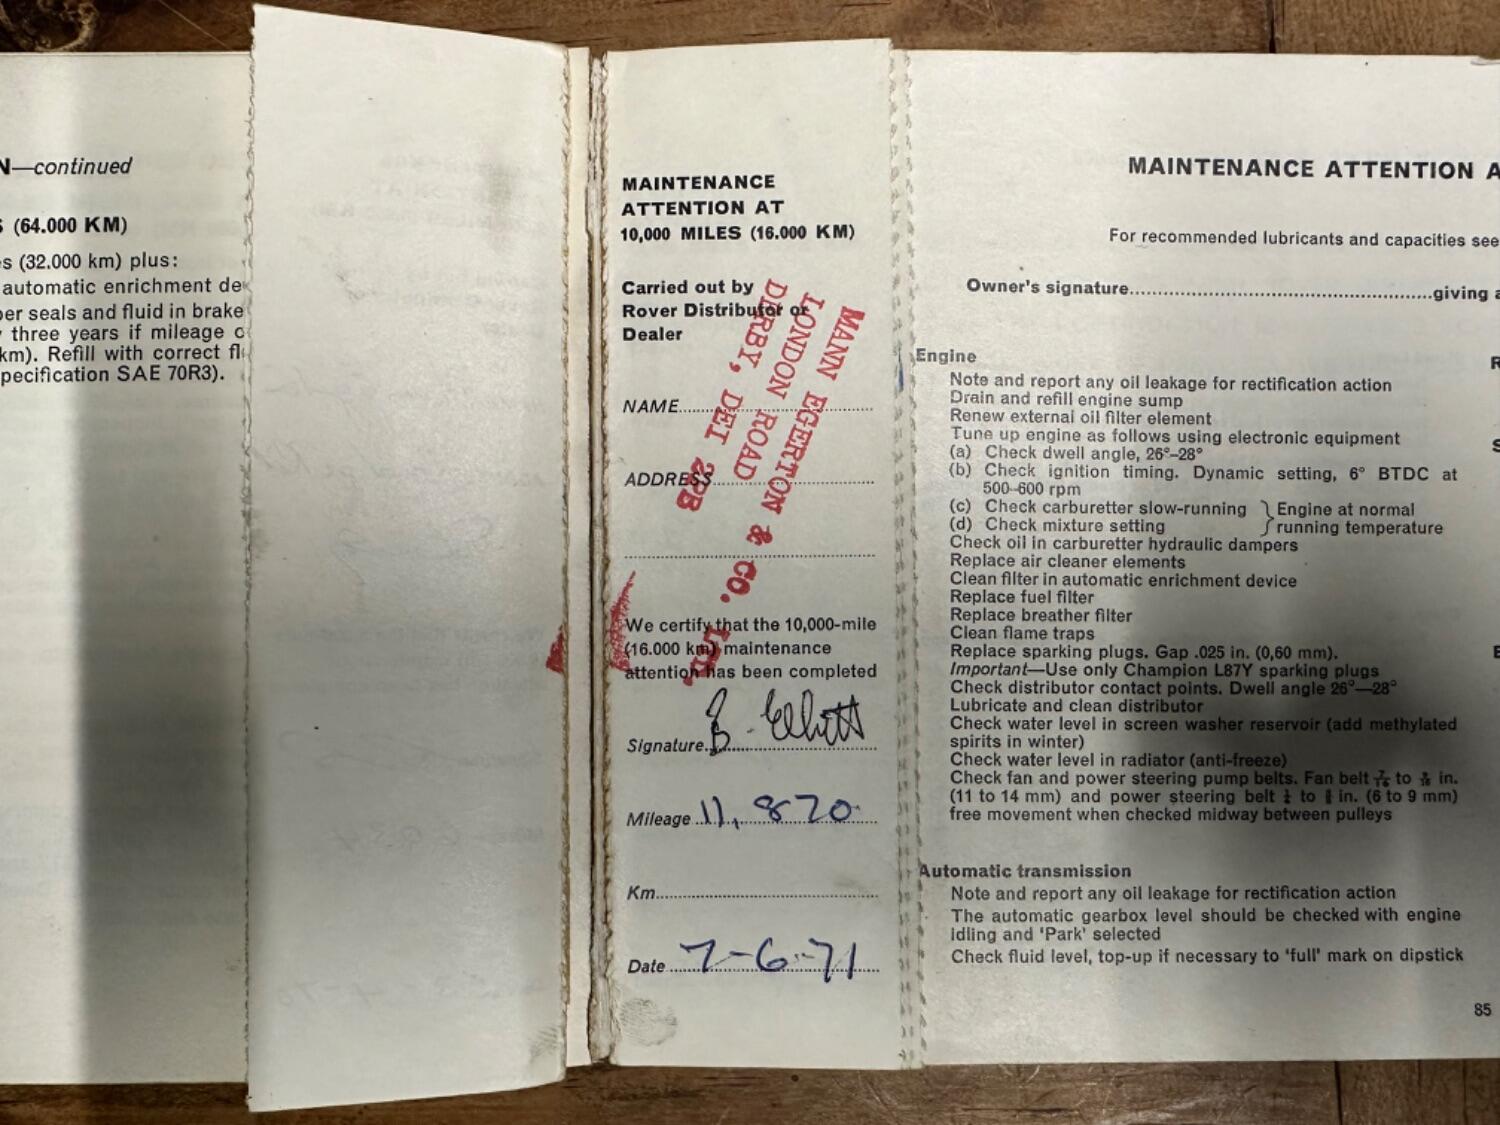 N—continued
S (64.000 KM)
es (32.000 km) plus:
automatic enrichment de
ber seals and fluid in brake
y three years if mileage
km). Refill with correct fl
pecification SAE 70R3).
MAINTENANCE
ATTENTION AT
10,000 MILES (16.000 KM)
Carried out by
Rover Distributor or
Dealer
NAME
ADDRESS
MANN EGERTON & CO. LTD.
LONDON ROAD
DERBY, DE1 2PB
We certify that the 10,000-mile
(16.000 km) maintenance
attention has been completed
Signature B. Elliott
Mileage 11,870
Km
Date 7-6-71
MAINTENANCE ATTENTION A
For recommended lubricants and capacities see
Owner's signature giving a
Engine
Note and report any oil leakage for rectification action
Drain and refill engine sump
Renew external oil filter element
Tune up engine as follows using electronic equipment
(a) Check dwell angle, 26°–28°
(b) Check ignition timing. Dynamic setting, 6° BTDC at
500–600 rpm
(c) Check carburetter slow-running } Engine at normal
(d) Check mixture setting } running temperature
Check oil in carburetter hydraulic dampers
Replace air cleaner elements
Clean filter in automatic enrichment device
Replace fuel filter
Replace breather filter
Clean flame traps
Replace sparking plugs. Gap .025 in. (0,60 mm).
Important—Use only Champion L87Y sparking plugs
Check distributor contact points. Dwell angle 26°—28°
Lubricate and clean distributor
Check water level in screen washer reservoir (add methylated
spirits in winter)
Check water level in radiator (anti-freeze)
Check fan and power steering pump belts. Fan belt to in.
(11 to 14 mm) and power steering belt to in. (6 to 9 mm)
free movement when checked midway between pulleys
Automatic transmission
Note and report any oil leakage for rectification action
The automatic gearbox level should be checked with engine
idling and 'Park' selected
Check fluid level, top-up if necessary to 'full' mark on dipstick
85